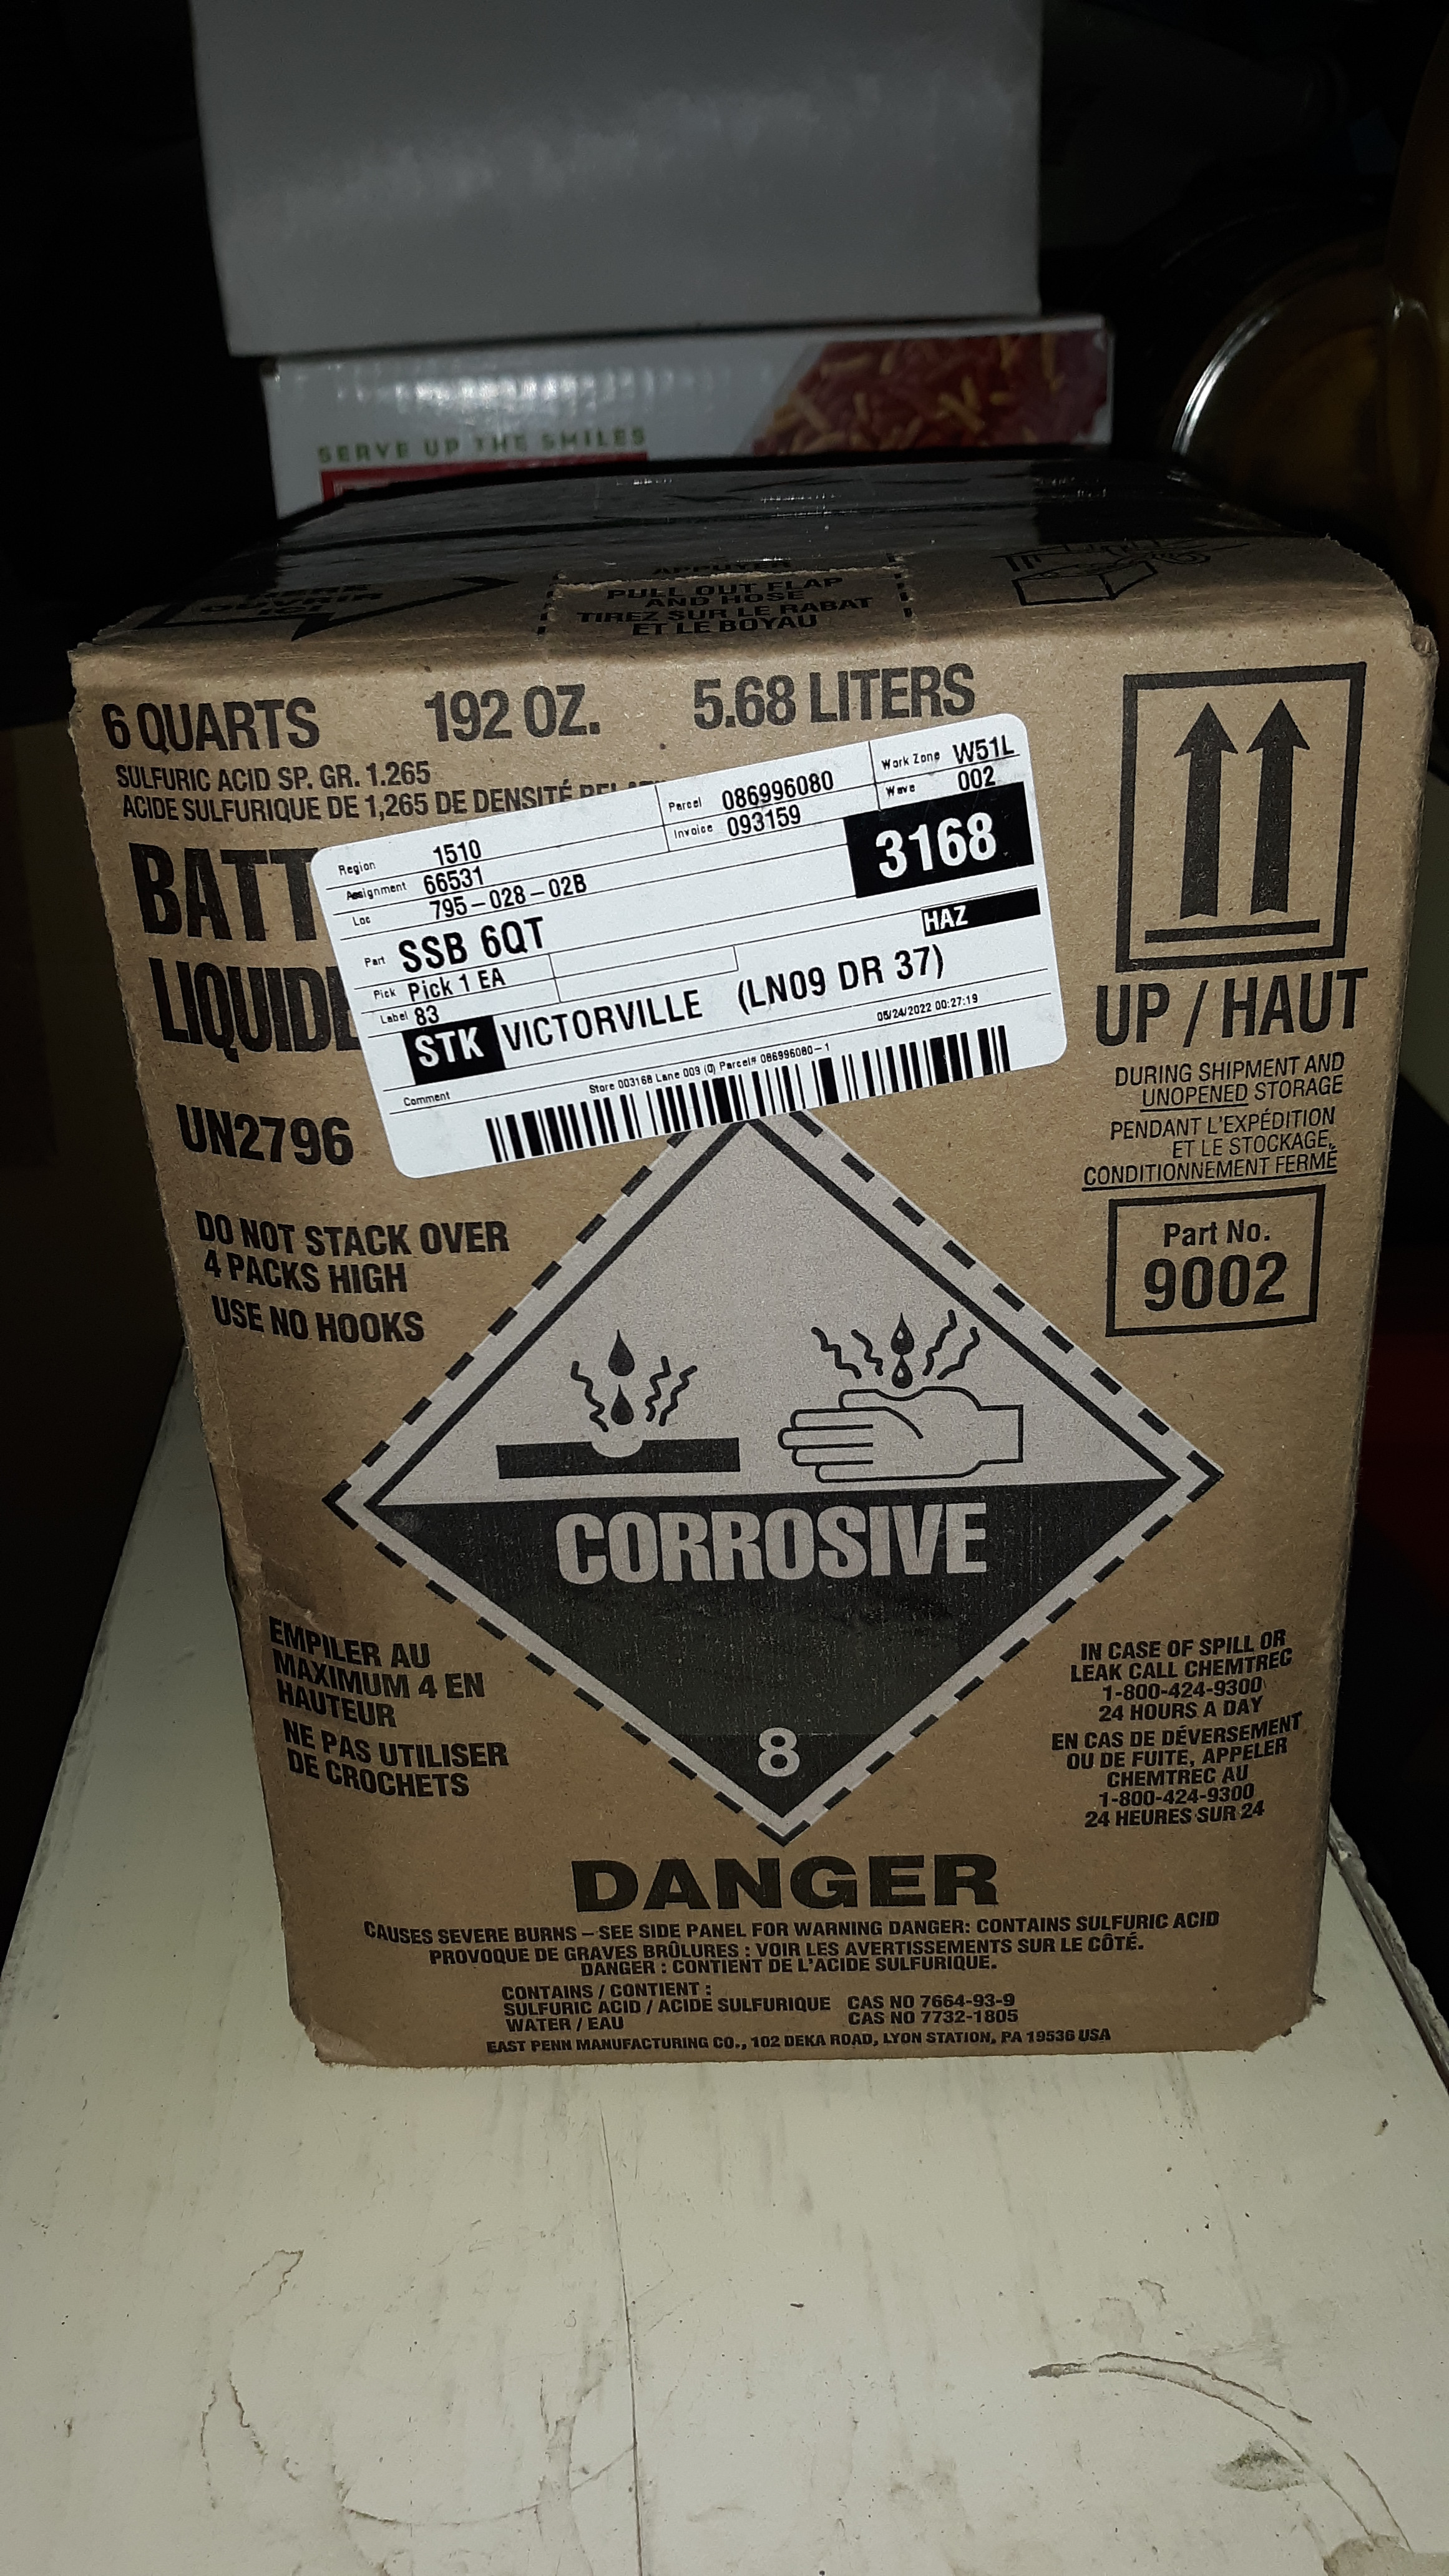 SERVE UP THE SMILES
OUVRIR
ICI
APPUYER
PULL OUT FLAP
AND HOSE
TIREZ SUR LE RABAT
ET LE BOYAU
6 QUARTS 192 OZ. 5.68 LITERS
SULFURIC ACID SP. GR. 1.265
ACIDE SULFURIQUE DE 1,265 DE DENSITÉ
BATT
LIQUIDE
Region 1510
Assignment 66531
Loc 795-028-02B
Parcel 086996080
Invoice 093159
Work Zone W51L
Wave 002
3168
Part SSB 6QT
HAZ
Pick Pick 1 EA
Label 83
STK VICTORVILLE (LN09 DR 37)
05/24/2022 00:27:19
Comment
Store 003168 Lane 009 (0) Parcel# 086996080-1
UP / HAUT
DURING SHIPMENT AND
UNOPENED STORAGE
PENDANT L'EXPÉDITION
ET LE STOCKAGE,
CONDITIONNEMENT FERMÉ
UN2796
Part No.
9002
DO NOT STACK OVER
4 PACKS HIGH
USE NO HOOKS
CORROSIVE
8
EMPILER AU
MAXIMUM 4 EN
HAUTEUR
NE PAS UTILISER
DE CROCHETS
IN CASE OF SPILL OR
LEAK CALL CHEMTREC
1-800-424-9300
24 HOURS A DAY
EN CAS DE DÉVERSEMENT
OU DE FUITE, APPELER
CHEMTREC AU
1-800-424-9300
24 HEURES SUR 24
DANGER
CAUSES SEVERE BURNS – SEE SIDE PANEL FOR WARNING DANGER: CONTAINS SULFURIC ACID
PROVOQUE DE GRAVES BRÛLURES : VOIR LES AVERTISSEMENTS SUR LE CÔTÉ.
DANGER : CONTIENT DE L'ACIDE SULFURIQUE.
CONTAINS / CONTIENT :
SULFURIC ACID / ACIDE SULFURIQUE CAS NO 7664-93-9
WATER / EAU CAS NO 7732-1805
EAST PENN MANUFACTURING CO., 102 DEKA ROAD, LYON STATION, PA 19536 USA